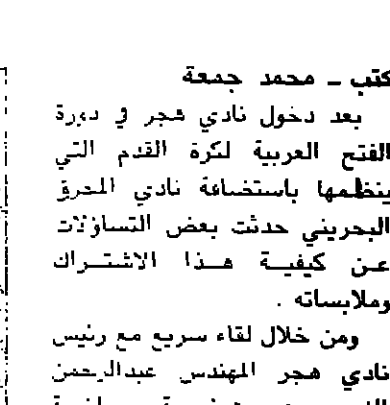 كتب ـ محمد جمعة
بعد دخول نادي هجر في دورة
الفتح العربية لكرة القدم التي
ينظمها باستضافة نادي المحرق
البحريني حدثت بعض التساؤلات
عن كيفية هذا الاشتراك
وملابساته .
ومن خلال لقاء سريع مع رئيس
نادي هجر المهندس عبدالرحمن